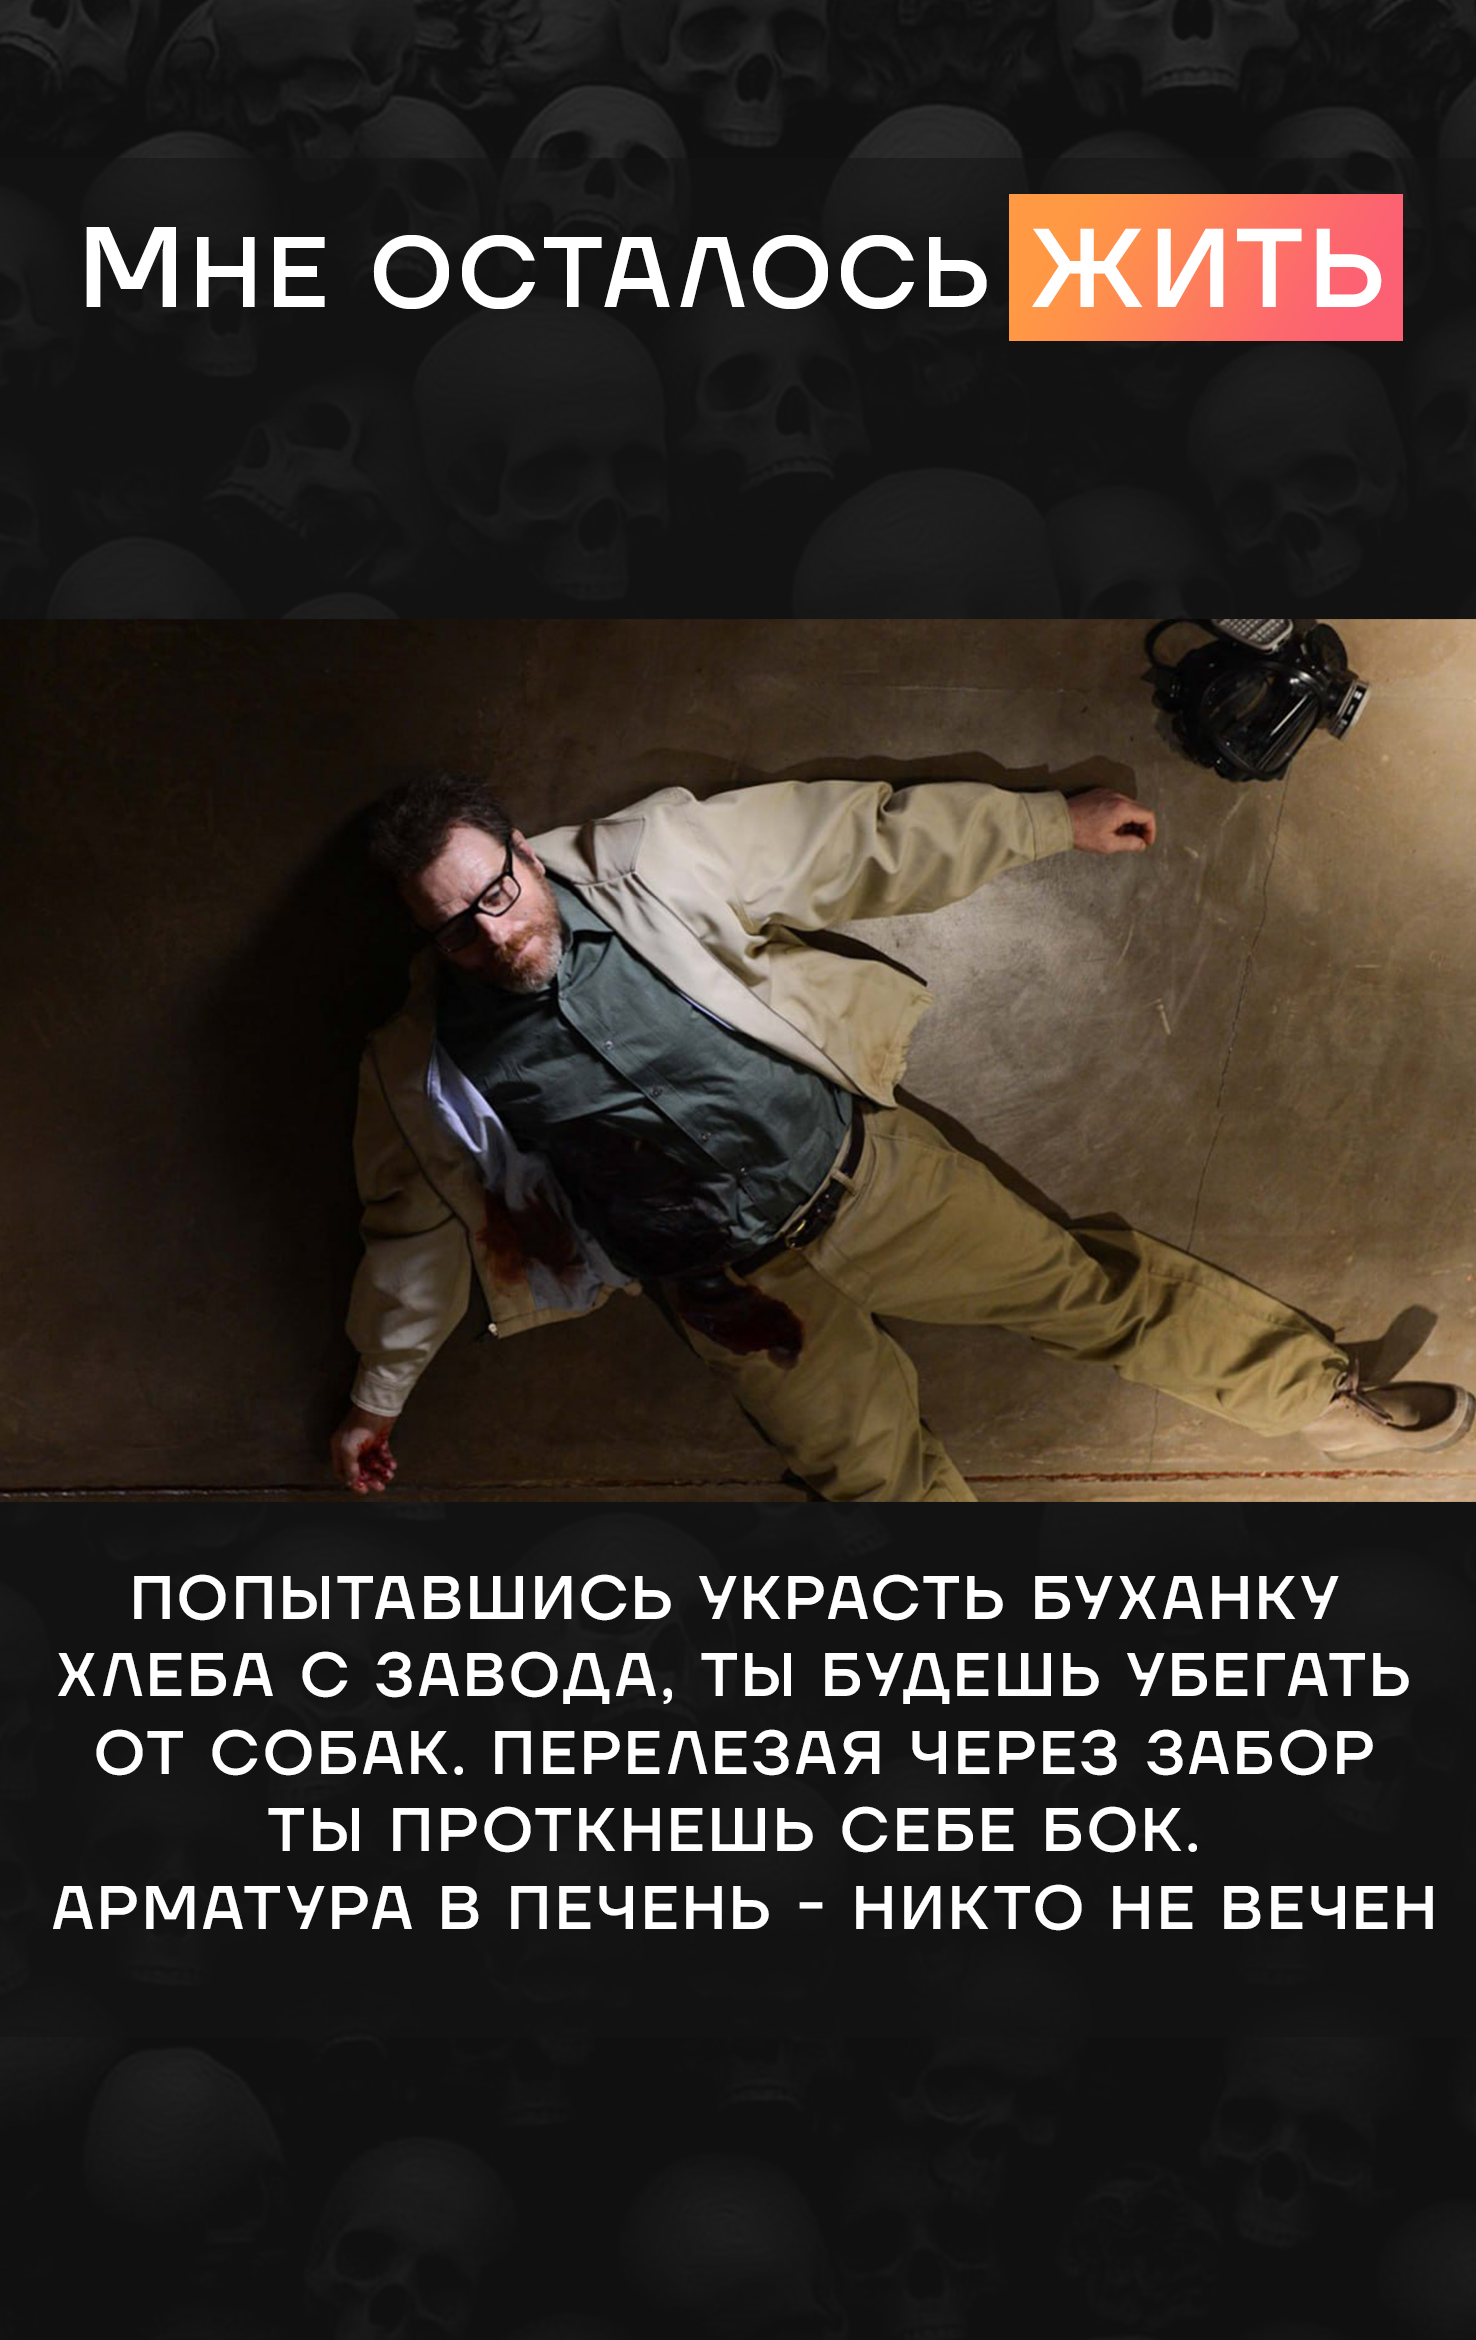 Мне осталось жить
ПОПЫТАВШИСЬ УКРАСТЬ БУХАНКУ
ХЛЕБА С ЗАВОДА, ТЫ БУДЕШЬ УБЕГАТЬ
ОТ СОБАК. ПЕРЕЛЕЗАЯ ЧЕРЕЗ ЗАБОР
ТЫ ПРОТКНЕШЬ СЕБЕ БОК.
АРМАТУРА В ПЕЧЕНЬ - НИКТО НЕ ВЕЧЕН